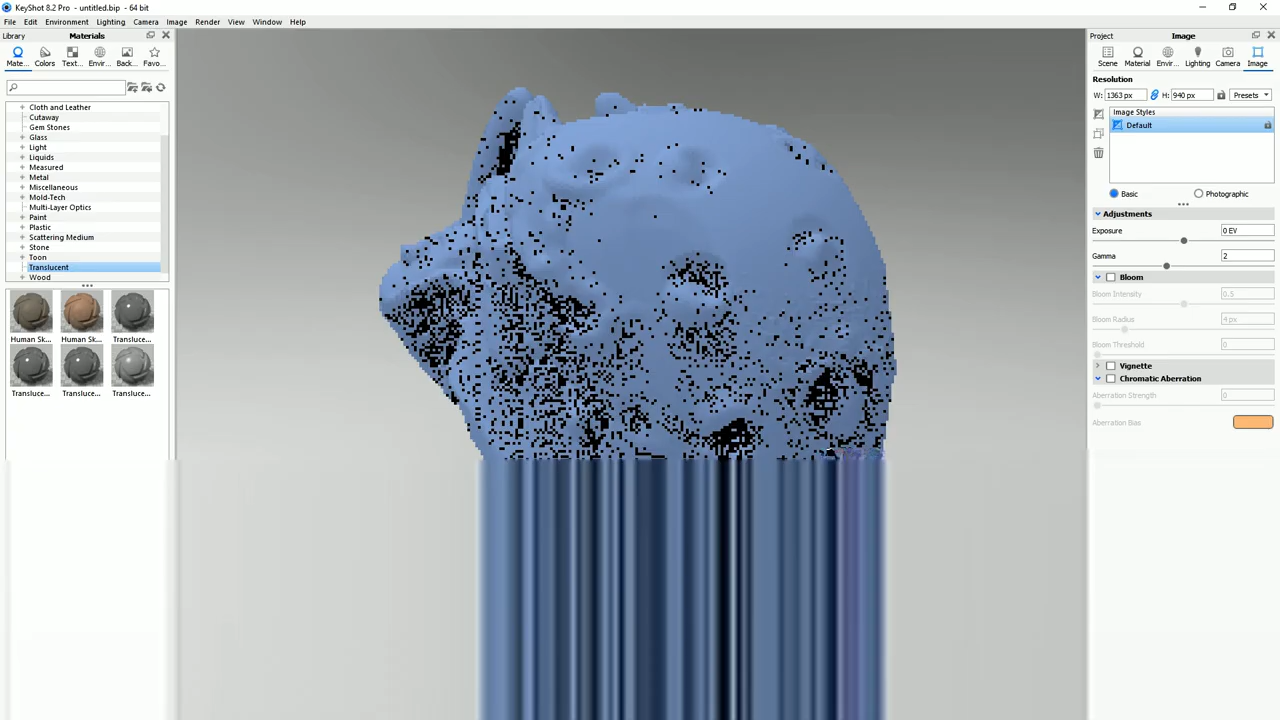 KeyShot 8.2 Pro - untitled.bip - 64 bit
File Edit Environment Lighting Camera Image Render View Window Help
Library Materials
Mate... Colors Text... Envir... Back... Favo...
Cloth and Leather
Cutaway
Gem Stones
Glass
Light
Liquids
Measured
Metal
Miscellaneous
Mold-Tech
Multi-Layer Optics
Paint
Plastic
Scattering Medium
Stone
Toon
Translucent
Wood
Human Sk... Human Sk... Transluce...
Transluce... Transluce... Transluce...
Project Image
Scene Material Envir... Lighting Camera Image
Resolution
W: 1363 px H: 940 px Presets
Image Styles
Default
Basic Photographic
Adjustments
Exposure 0 EV
Gamma 2
Bloom
Bloom Intensity 0.5
Bloom Radius 4 px
Bloom Threshold 0
Vignette
Chromatic Aberration
Aberration Strength 0
Aberration Bias